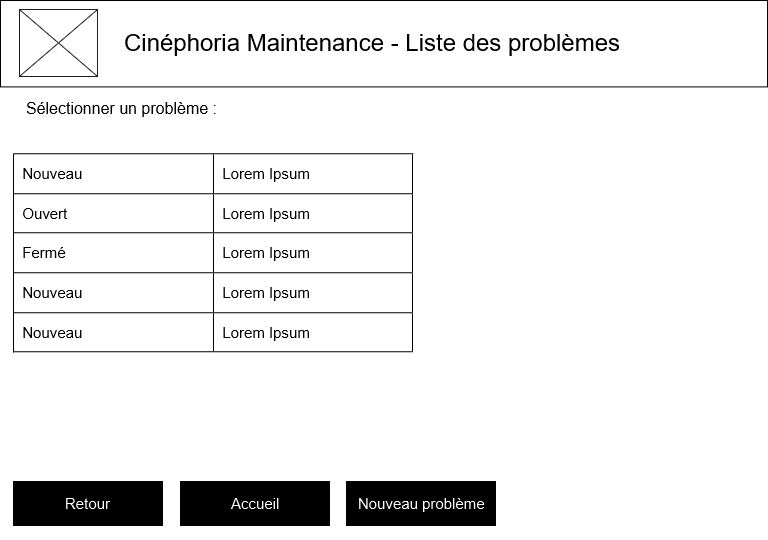 Cinéphoria Maintenance - Liste des problèmes
Sélectionner un problème :
Nouveau Lorem Ipsum
Ouvert Lorem Ipsum
Fermé Lorem Ipsum
Nouveau Lorem Ipsum
Nouveau Lorem Ipsum
Retour Accueil Nouveau problème